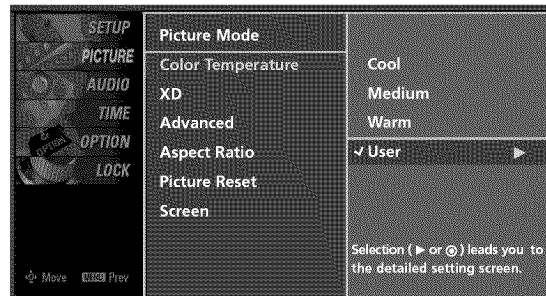 SETUP
PICTURE
AUDIO
TIME
OPTION
LOCK
OPTION
Move MENU Prev
Picture Mode
Color Temperature
XD
Advanced
Aspect Ratio
Picture Reset
Screen
Cool
Medium
Warm
✓ User ▶
Selection ( ▶ or ◉ ) leads you to
the detailed setting screen.